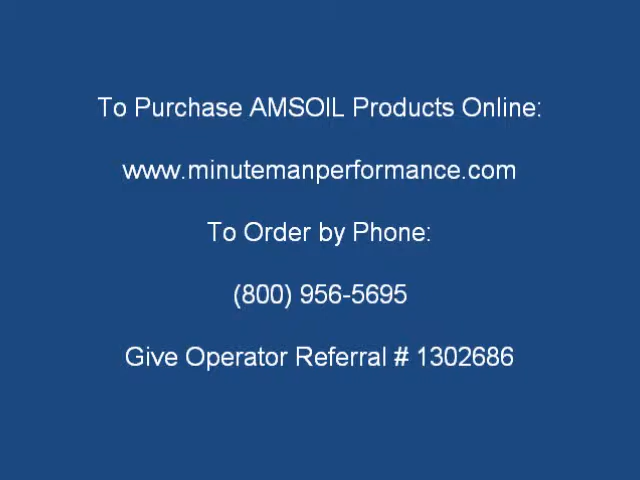 To Purchase AMSOIL Products Online:
www.minutemanperformance.com
To Order by Phone:
(800) 956-5695
Give Operator Referral # 1302686